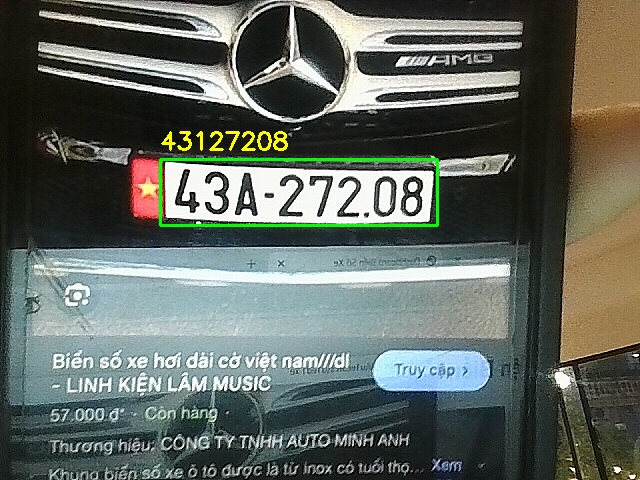 AMG
43127208
43A-272.08
Biển số xe hơi dài cờ việt nam///dl
- LINH KIỆN LÂM MUSIC
Truy cập ›
57.000 đ* · Còn hàng ·
Thương hiệu: CÔNG TY TNHH AUTO MINH ANH
Khung biển số xe ô tô được là từ inox có tuổi thọ... Xem